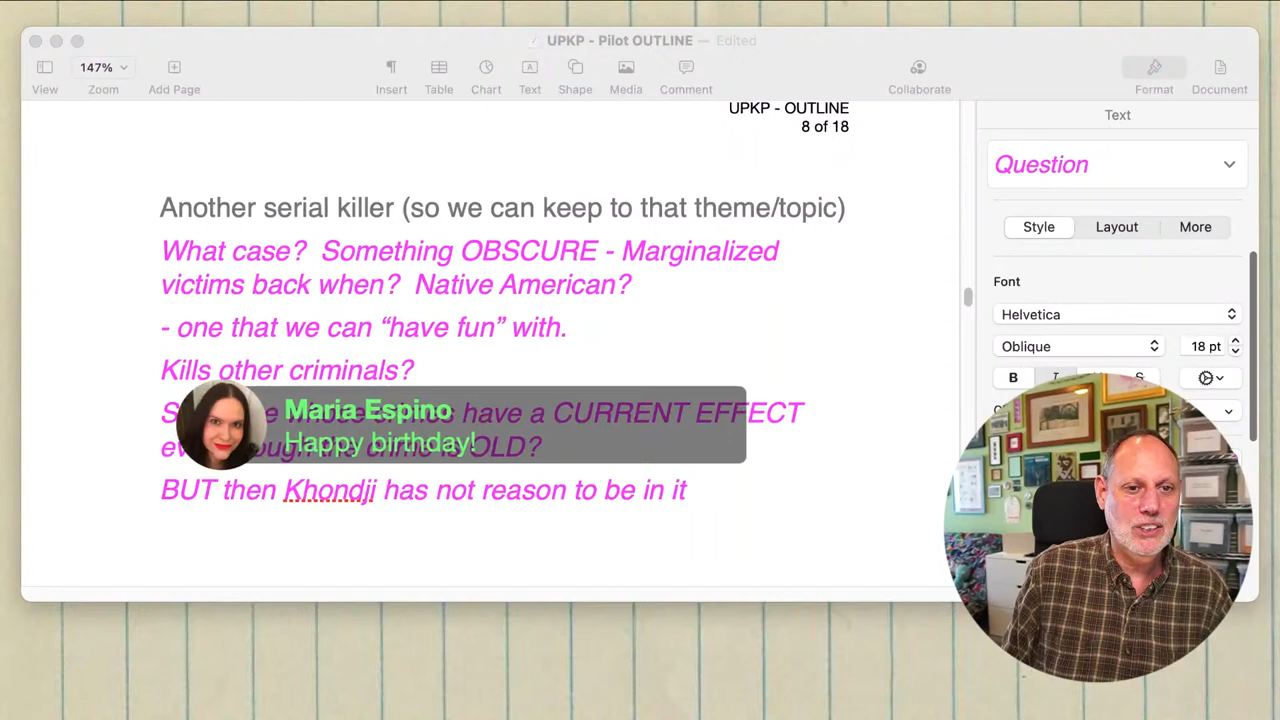 UPKP - Pilot OUTLINE — Edited
147%
View
Zoom
Add Page
Insert
Table
Chart
Text
Shape
Media
Comment
Collaborate
Format
Document
UPKP - OUTLINE
8 of 18
Text
Question
Style
Layout
More
Font
Helvetica
Oblique
18 pt
B
I
S
Another serial killer (so we can keep to that theme/topic)
What case? Something OBSCURE - Marginalized
victims back when? Native American?
- one that we can “have fun” with.
Kills other criminals?
have a CURRENT EFFECT
OLD?
BUT then Khondji has not reason to be in it
Maria Espino
Happy birthday!